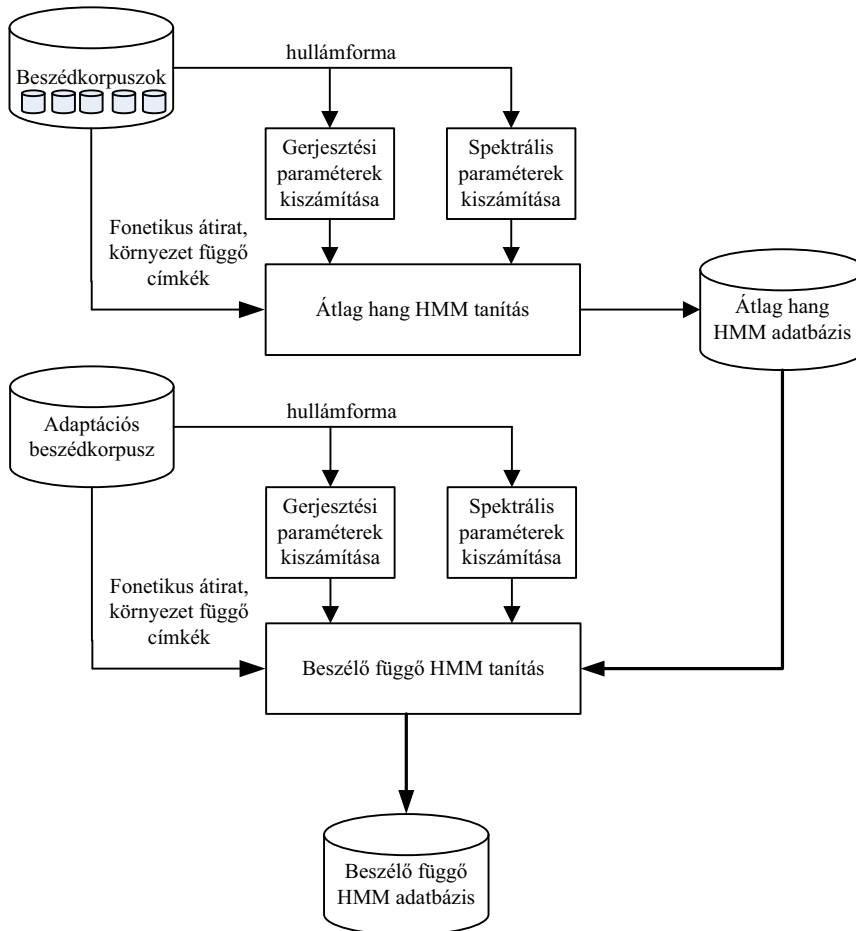 hullámforma
Beszédkorpuszok
Gerjesztési
paraméterek
kiszámítása
Spektrális
paraméterek
kiszámítása
Fonetikus átirat,
környezet függő
címkék
Átlag hang HMM tanítás
Átlag hang
HMM adatbázis
Adaptációs
beszédkorpusz
hullámforma
Gerjesztési
paraméterek
kiszámítása
Spektrális
paraméterek
kiszámítása
Fonetikus átirat,
környezet függő
címkék
Beszélő függő HMM tanítás
Beszélő függő
HMM adatbázis